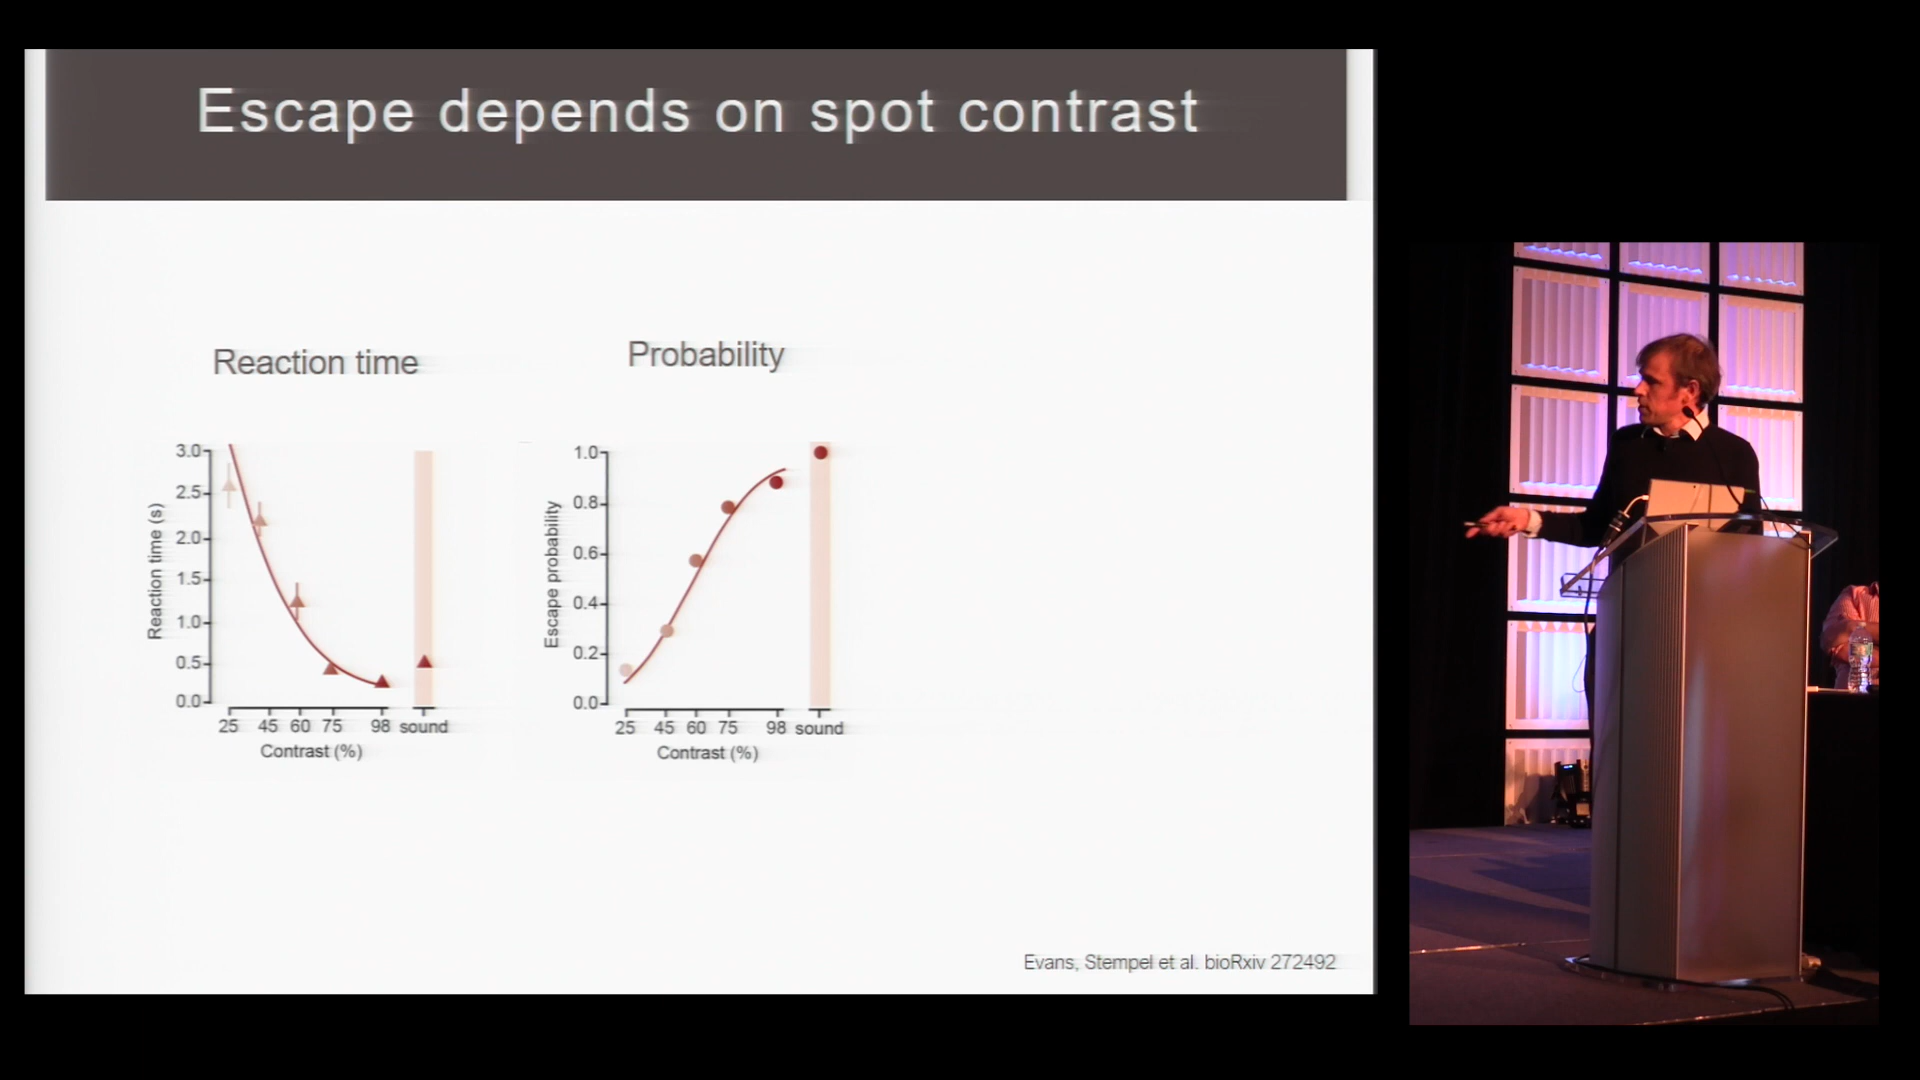 Escape depends on spot contrast
Reaction time
Probability
3.0
2.5
2.0
1.5
1.0
0.5
0.0
Reaction time (s)
25 45 60 75 98 sound
Contrast (%)
1.0
0.8
0.6
0.4
0.2
0.0
Escape probability
25 45 60 75 98 sound
Contrast (%)
Evans, Stempel et al. bioRxiv 272492